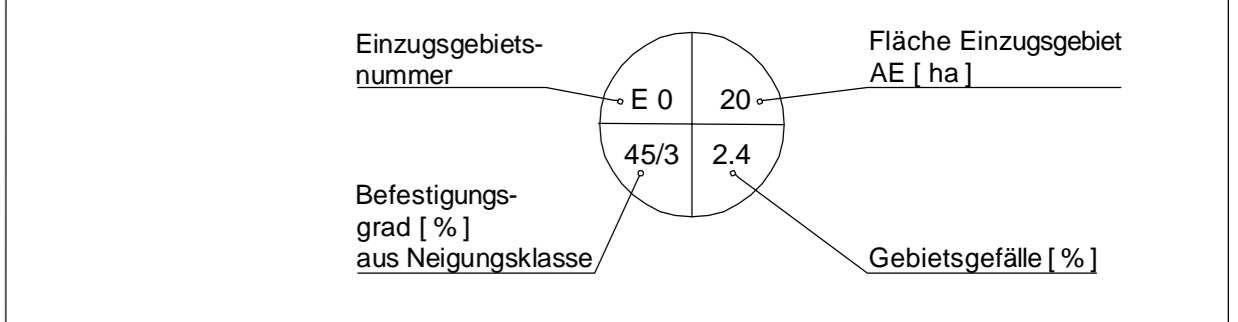 Einzugsgebiets-
nummer
Fläche Einzugsgebiet
AE [ ha ]
E 0
20
45/3
2.4
Befestigungs-
grad [ % ]
aus Neigungsklasse
Gebietsgefälle [ % ]